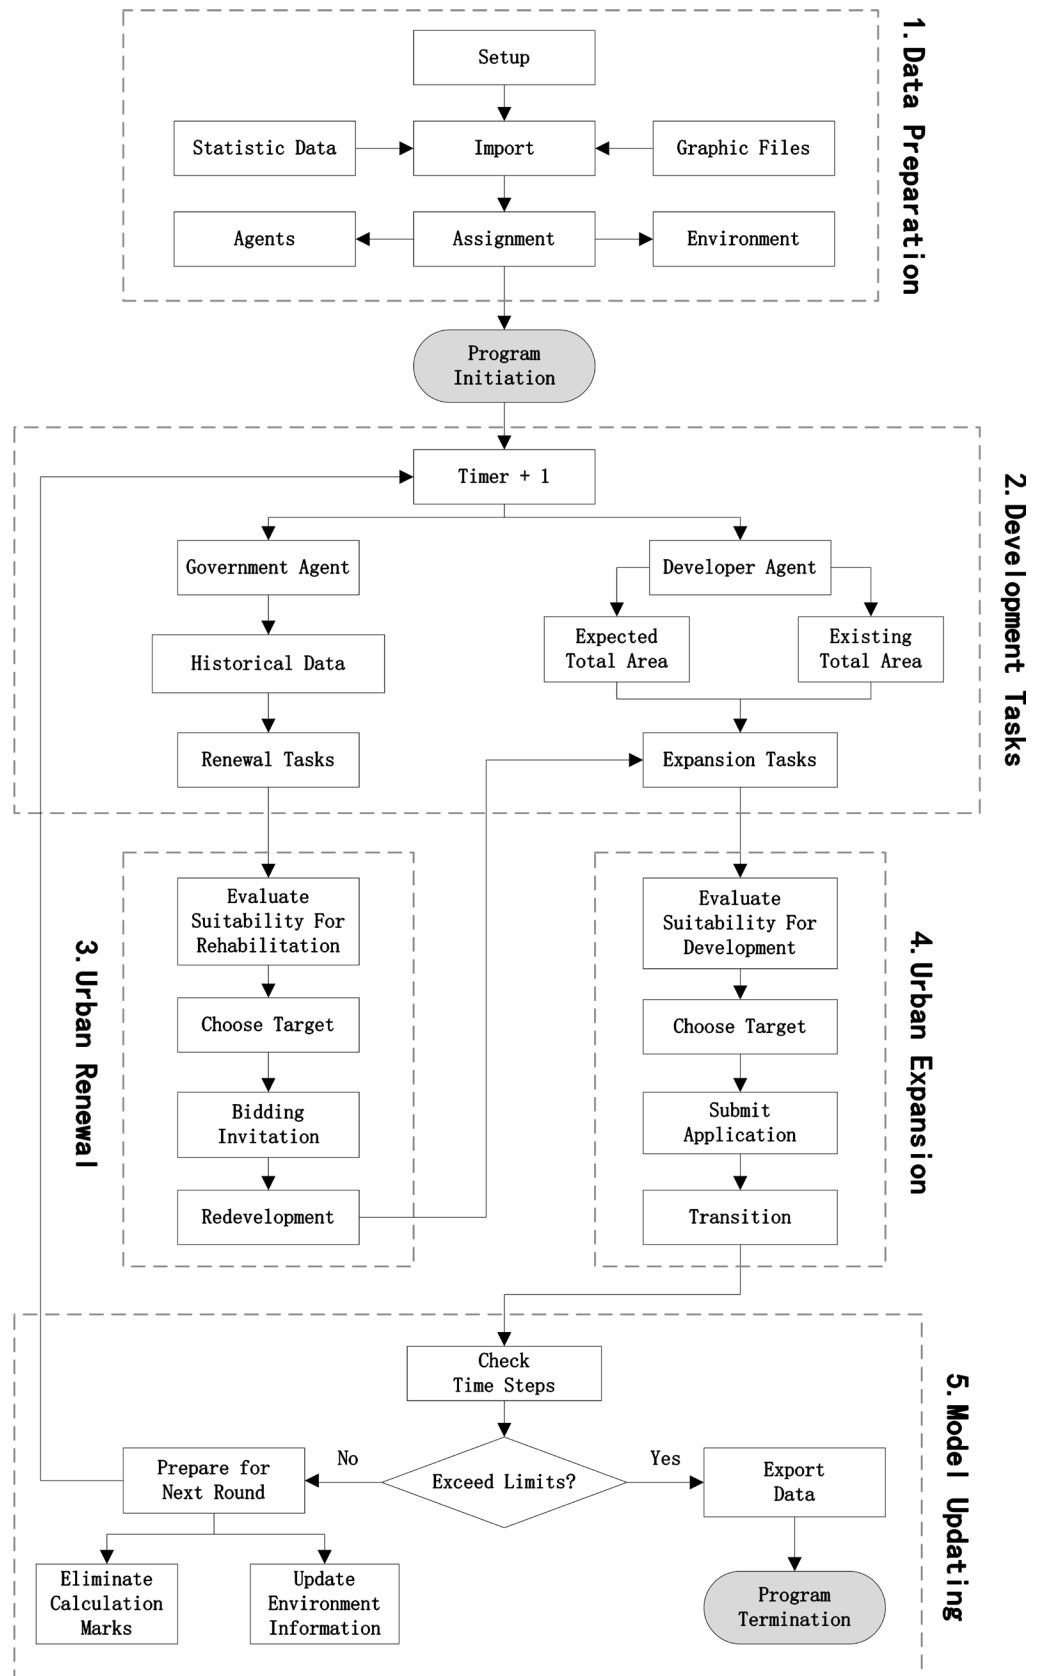 1. Data Preparation
Setup
Statistic Data
Import
Graphic Files
Agents
Assignment
Environment
Program
Initiation
2. Development Tasks
Timer + 1
Government Agent
Developer Agent
Historical Data
Expected
Total Area
Existing
Total Area
Renewal Tasks
Expansion Tasks
3. Urban Renewal
Evaluate
Suitability For
Rehabilitation
Choose Target
Bidding
Invitation
Redevelopment
4. Urban Expansion
Evaluate
Suitability For
Development
Choose Target
Submit
Application
Transition
5. Model Updating
Check
Time Steps
Exceed Limits?
No
Yes
Prepare for
Next Round
Export
Data
Eliminate
Calculation
Marks
Update
Environment
Information
Program
Termination